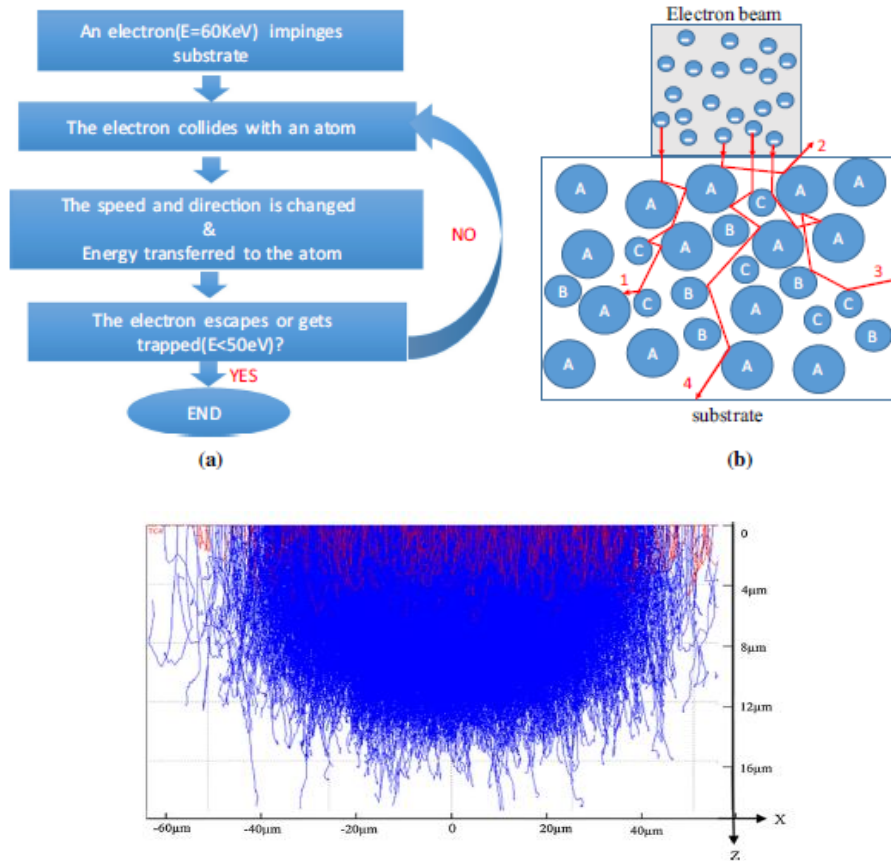 An electron(E=60KeV) impinges
substrate
The electron collides with an atom
The speed and direction is changed
&
Energy transferred to the atom
NO
The electron escapes or gets
trapped(E<50eV)?
YES
END
(a)
Electron beam
2
A
A
A
A
A
C
B
A
C
A
A
A
C
3
1
B
B
B
A
C
A
C
C
B
B
A
A
A
A
4
substrate
(b)
0
4μm
8μm
12μm
16μm
-60μm
-40μm
-20μm
0
20μm
40μm
X
Z